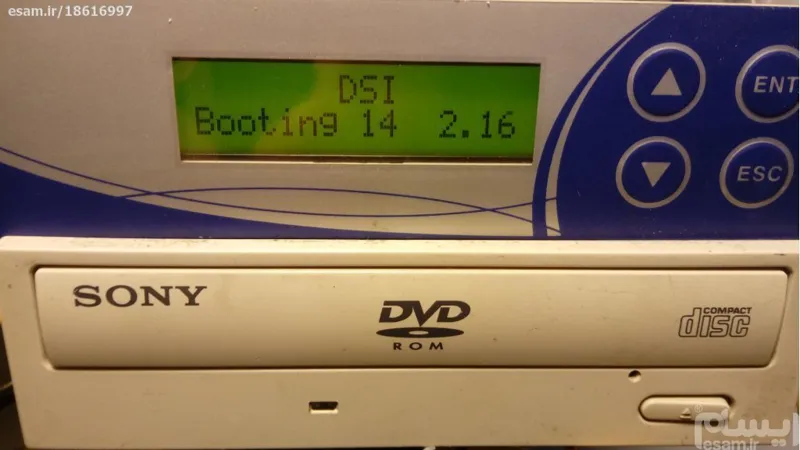 esam.ir/18616997
DSI
Booting 14 2.16
ENT
ESC
SONY
DVD
ROM
COMPACT
disc
ایسام
esam.ir